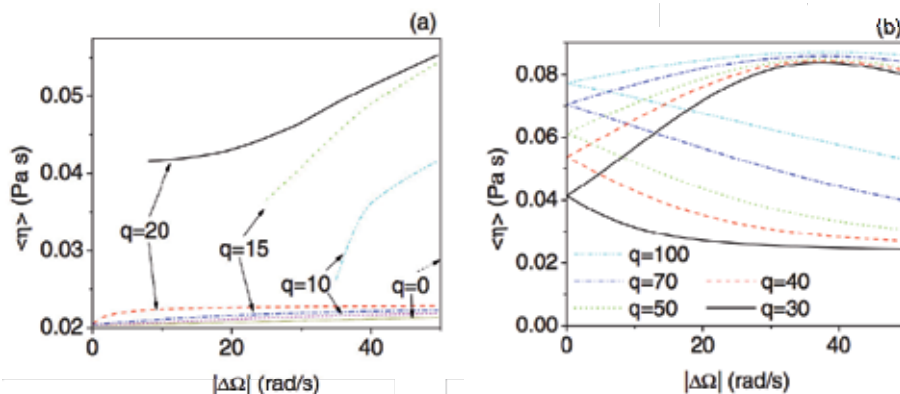 (a)
0.05
0.04
0.03
0.02
<η> (Pa s)
q=20
q=15
q=10
q=0
0
20
40
|ΔΩ| (rad/s)
(b)
0.08
0.06
0.04
0.02
0.00
<η> (Pa s)
q=100
q=70
q=40
q=50
q=30
0
20
40
|ΔΩ| (rad/s)